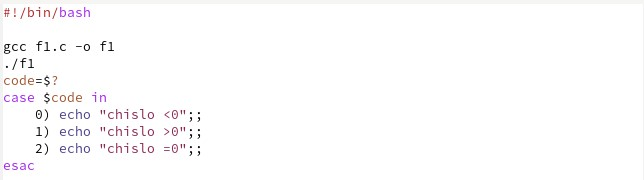 #!/bin/bash
gcc f1.c -o f1
./f1
code=$?
case $code in
    0) echo "chislo <0";;
    1) echo "chislo >0";;
    2) echo "chislo =0";;
esac